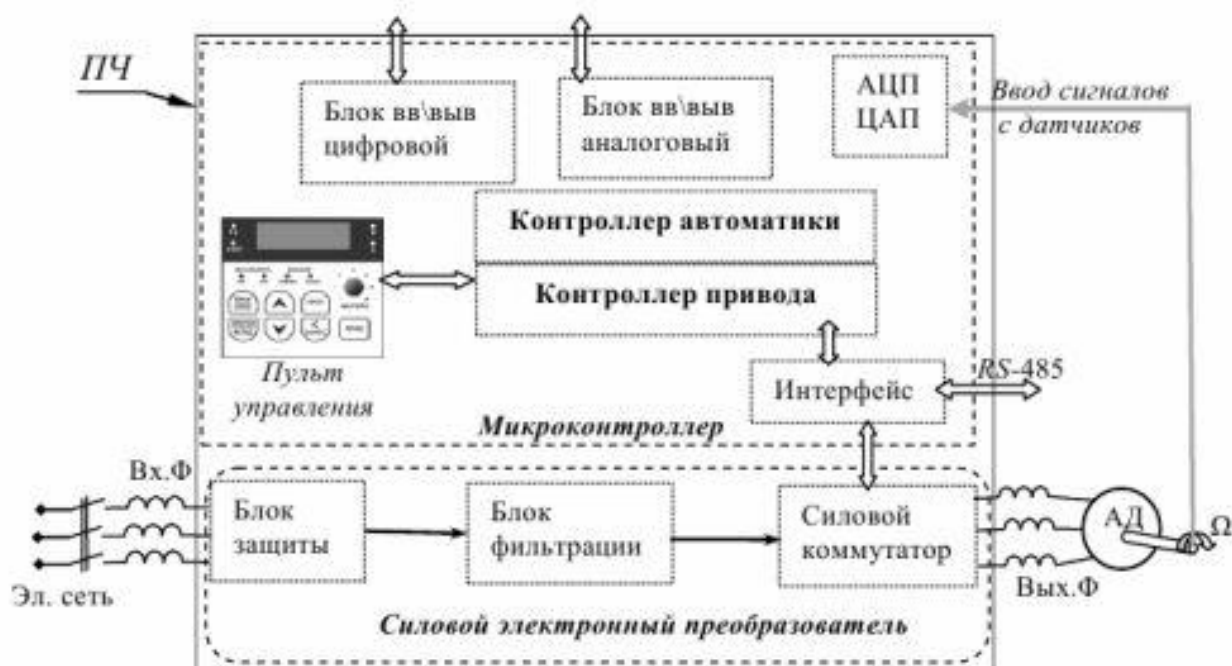 ПЧ
Блок вв\выв
цифровой
Блок вв\выв
аналоговый
АЦП
ЦАП
Ввод сигналов
с датчиков
Контроллер автоматики
Контроллер привода
Пульт
управления
Интерфейс
RS-485
Микроконтроллер
Вх.Ф
Блок
защиты
Блок
фильтрации
Силовой
коммутатор
АД
Ω
Эл. сеть
Вых.Ф
Силовой электронный преобразователь